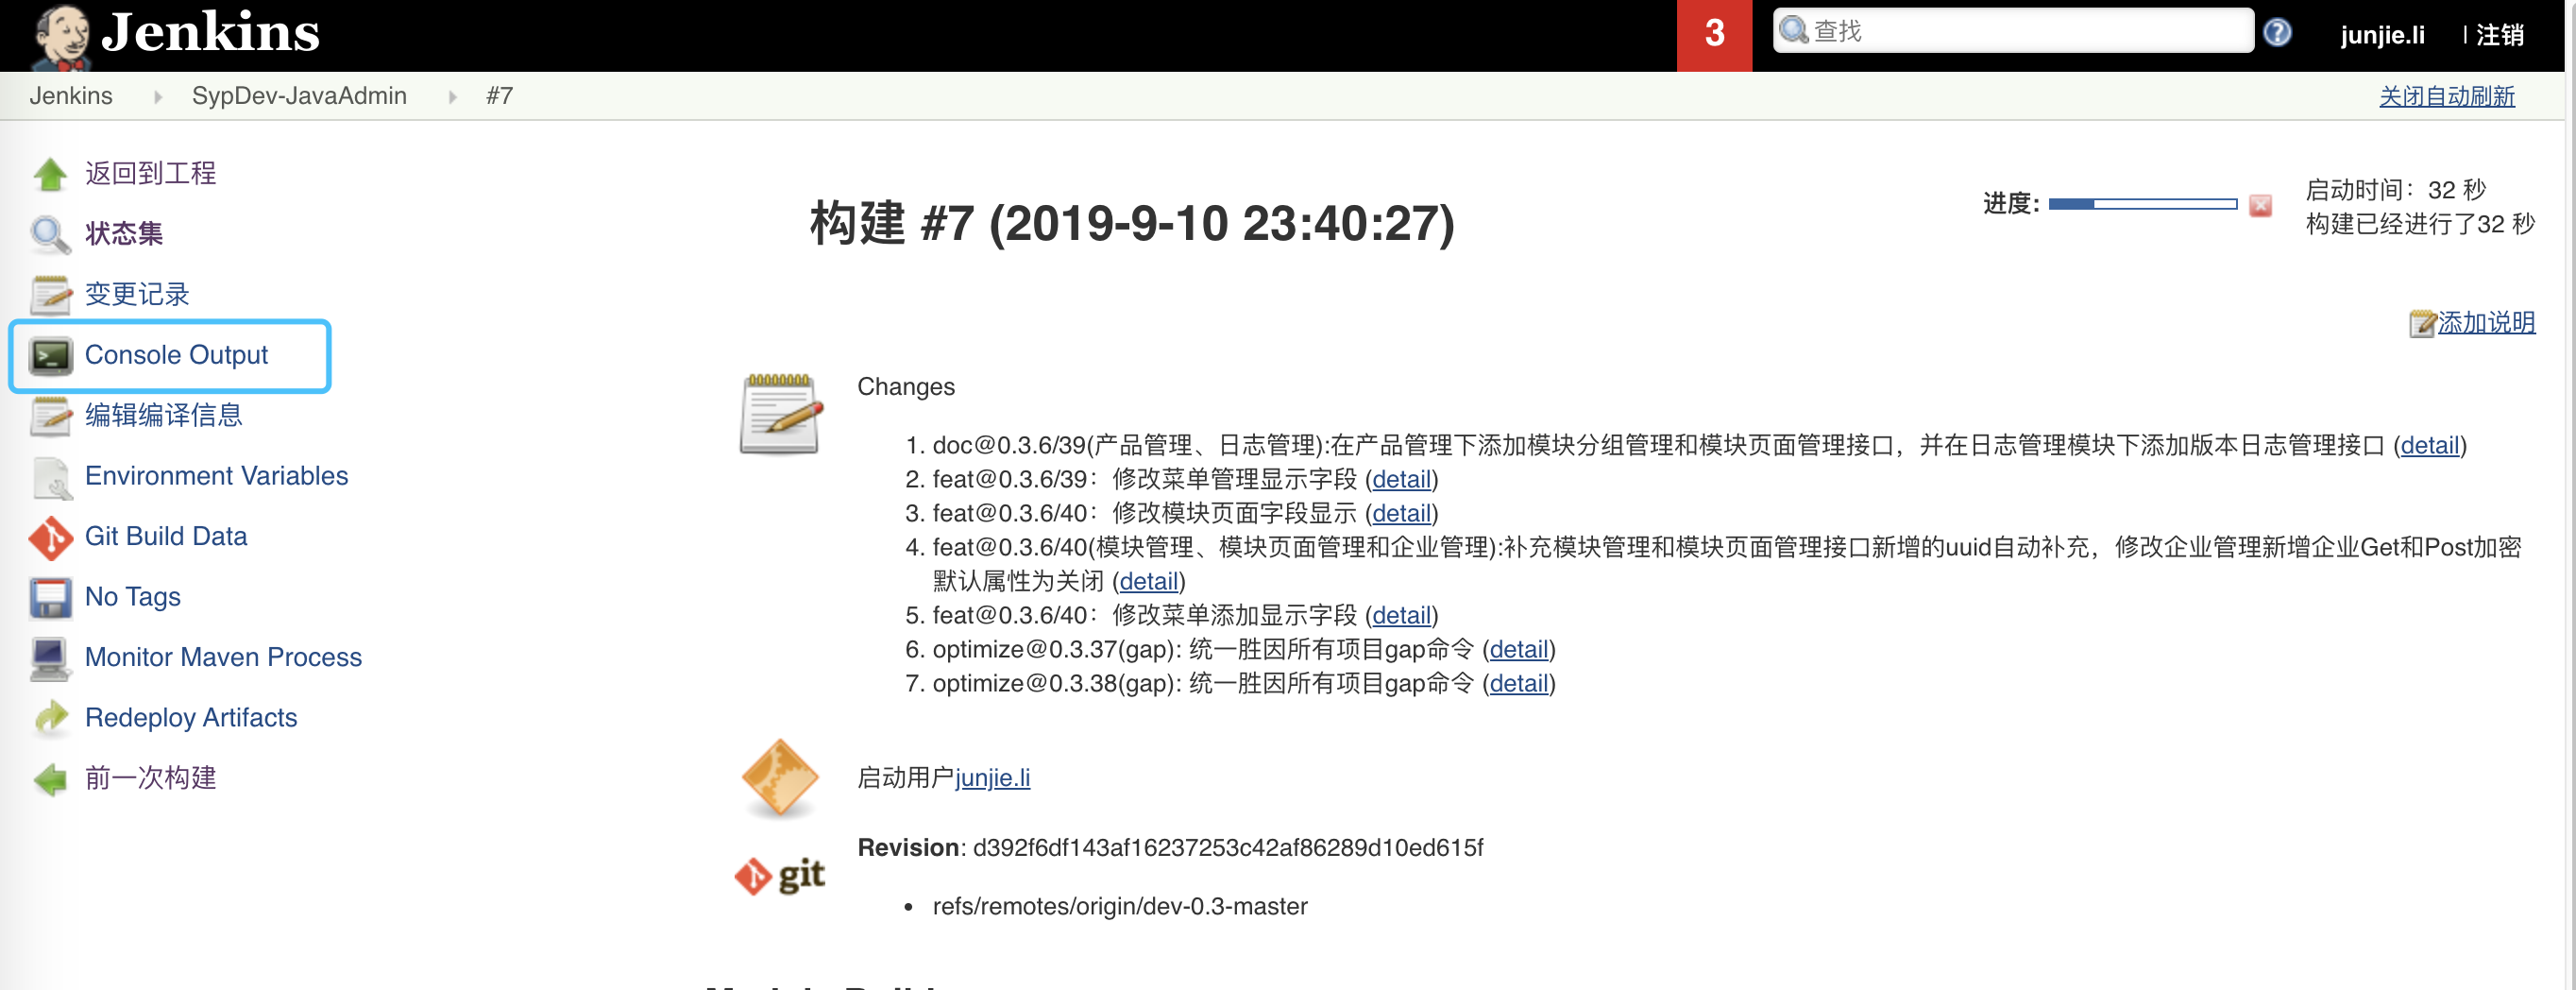 Jenkins
3
查找
junjie.li
| 注销
Jenkins
SypDev-JavaAdmin
#7
关闭自动刷新
返回到工程
状态集
变更记录
Console Output
编辑编译信息
Environment Variables
Git Build Data
No Tags
Monitor Maven Process
Redeploy Artifacts
前一次构建
构建 #7 (2019-9-10 23:40:27)
进度:
启动时间：32 秒
构建已经进行了32 秒
添加说明
Changes
1. doc@0.3.6/39(产品管理、日志管理):在产品管理下添加模块分组管理和模块页面管理接口，并在日志管理模块下添加版本日志管理接口 (detail)
2. feat@0.3.6/39：修改菜单管理显示字段 (detail)
3. feat@0.3.6/40：修改模块页面字段显示 (detail)
4. feat@0.3.6/40(模块管理、模块页面管理和企业管理):补充模块管理和模块页面管理接口新增的uuid自动补充，修改企业管理新增企业Get和Post加密
默认属性为关闭 (detail)
5. feat@0.3.6/40：修改菜单添加显示字段 (detail)
6. optimize@0.3.37(gap): 统一胜因所有项目gap命令 (detail)
7. optimize@0.3.38(gap): 统一胜因所有项目gap命令 (detail)
启动用户junjie.li
git
Revision: d392f6df143af16237253c42af86289d10ed615f
• refs/remotes/origin/dev-0.3-master